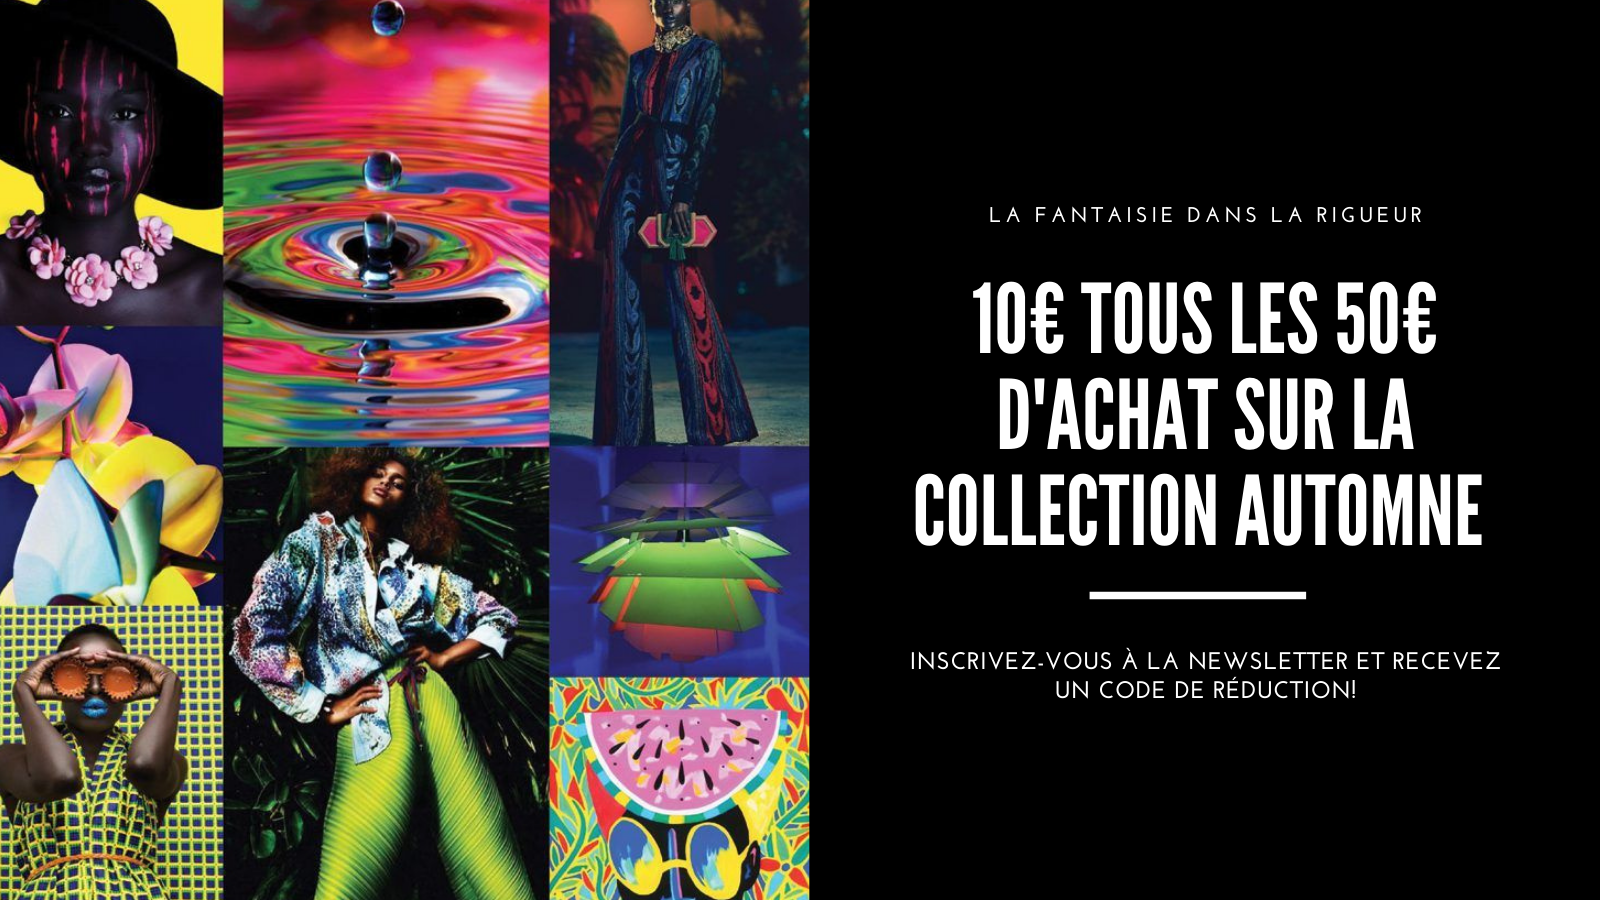 LA FANTAISIE DANS LA RIGUEUR
10€ TOUS LES 50€
D'ACHAT SUR LA
COLLECTION AUTOMNE
INSCRIVEZ-VOUS À LA NEWSLETTER ET RECEVEZ
UN CODE DE RÉDUCTION!